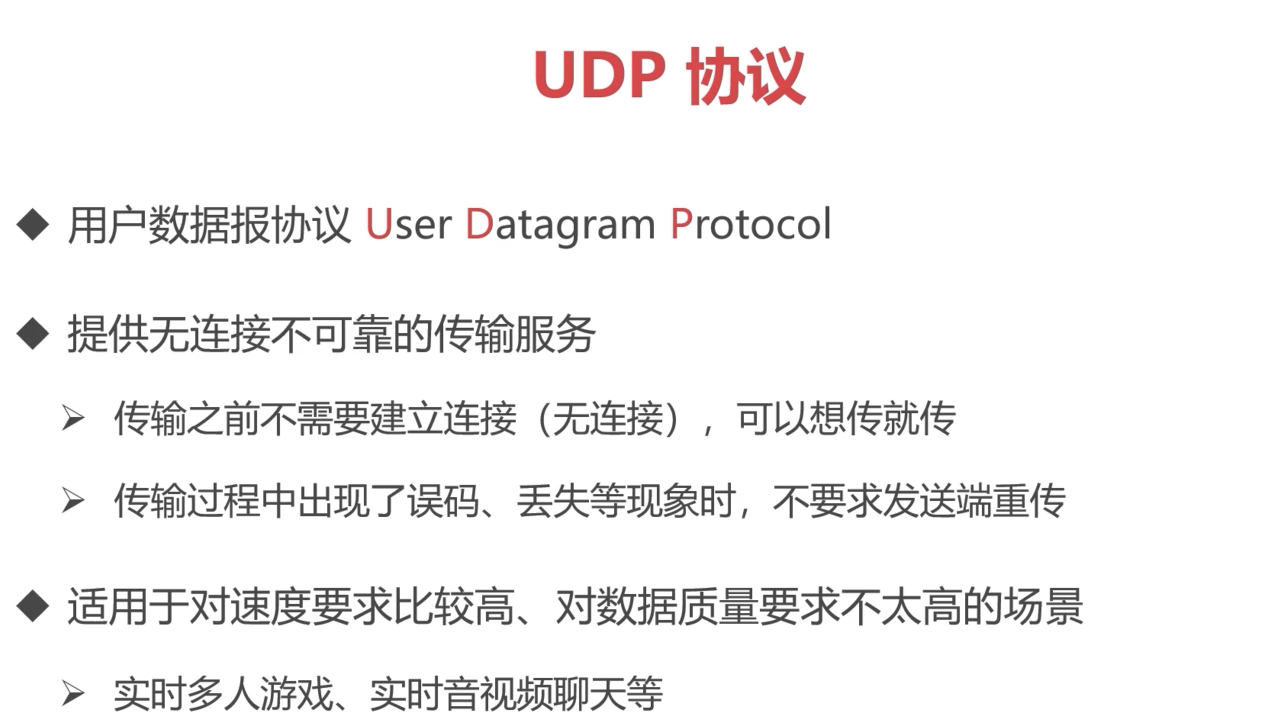 UDP 协议
用户数据报协议 User Datagram Protocol
提供无连接不可靠的传输服务
传输之前不需要建立连接（无连接），可以想传就传
传输过程中出现了误码、丢失等现象时，不要求发送端重传
适用于对速度要求比较高、对数据质量要求不太高的场景
实时多人游戏、实时音视频聊天等